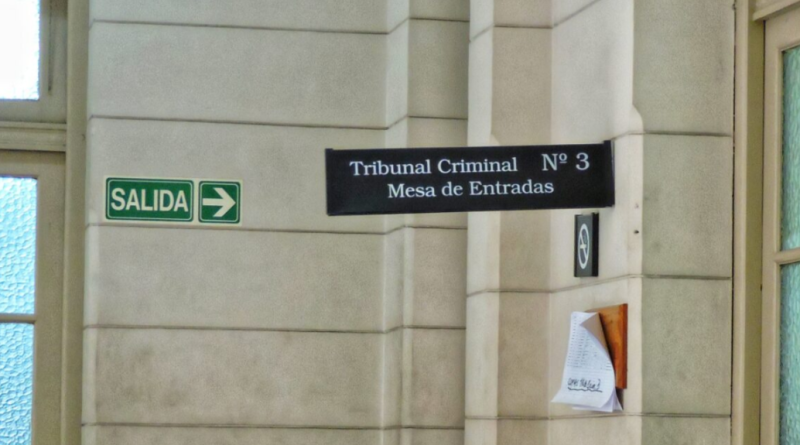 SALIDA
Tribunal Criminal Nº 3
Mesa de Entradas